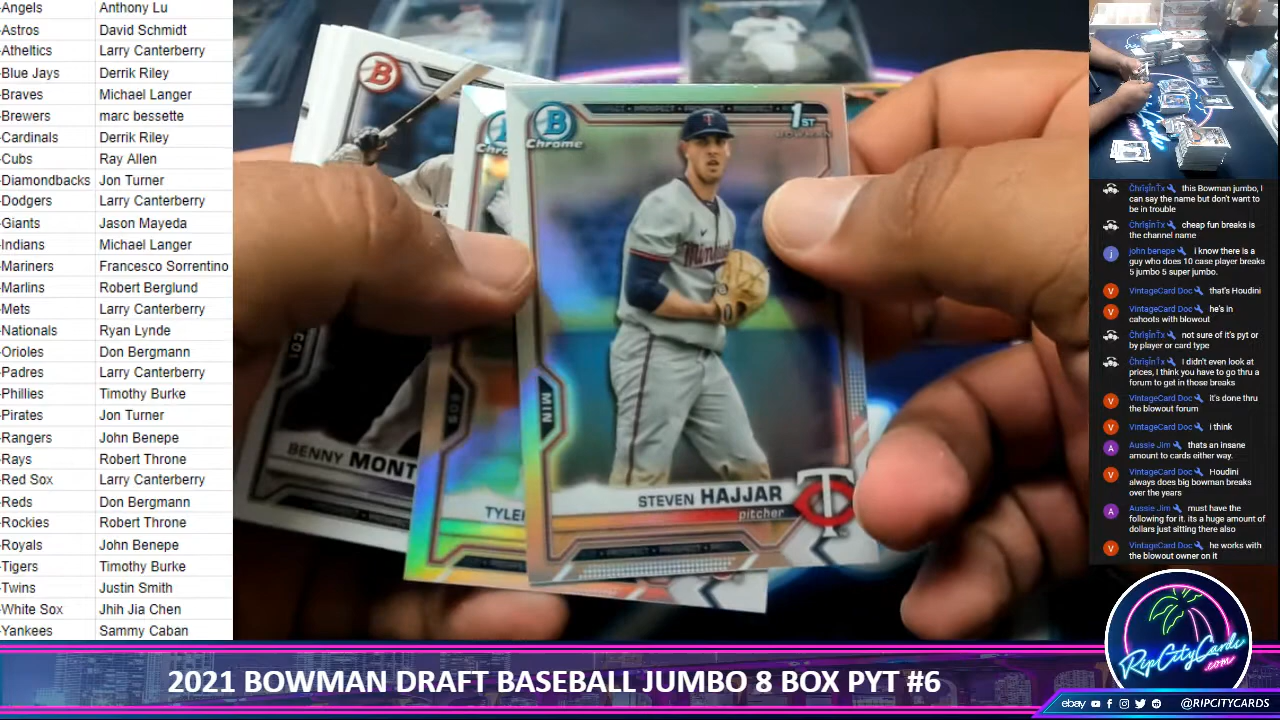 -Angels Anthony Lu
-Astros David Schmidt
-Atheltics Larry Canterberry
-Blue Jays Derrik Riley
-Braves Michael Langer
-Brewers marc bessette
-Cardinals Derrik Riley
-Cubs Ray Allen
-Diamondbacks Jon Turner
-Dodgers Larry Canterberry
-Giants Jason Mayeda
-Indians Michael Langer
-Mariners Francesco Sorrentino
-Marlins Robert Berglund
-Mets Larry Canterberry
-Nationals Ryan Lynde
-Orioles Don Bergmann
-Padres Larry Canterberry
-Phillies Timothy Burke
-Pirates Jon Turner
-Rangers John Benepe
-Rays Robert Throne
-Red Sox Larry Canterberry
-Reds Don Bergmann
-Rockies Robert Throne
-Royals John Benepe
-Tigers Timothy Burke
-Twins Justin Smith
-White Sox Jhih Jia Chen
-Yankees Sammy Caban
B
B
Chrome
PROSPECT
1ST
BOWMAN
Minnesota
MIN
STEVEN HAJJAR
pitcher
T
BENNY MONT
TYLER
ChrîşînŤx this Bowman jumbo, I
can say the name but don't want to
be in trouble
ChrîşînŤx cheap fun breaks is
the channel name
john benepe I know there is a
guy who does 10 case player breaks
5 jumbo 5 super jumbo.
VintageCard Doc that's Houdini
VintageCard Doc he's in
cahoots with blowout
ChrîşînŤx not sure of it's pyt or
by player or card type
ChrîşînŤx I didn't even look at
prices, I think you have to go thru a
forum to get in those breaks
VintageCard Doc it's done thru
the blowout forum
VintageCard Doc i think
Aussie Jim thats an insane
amount to cards either way.
VintageCard Doc Houdini
always does big bowman breaks
over the years
Aussie Jim must have the
following for it. its a huge amount of
dollars just sitting there also
VintageCard Doc he works with
the blowout owner on it
RipCityCards
.com
2021 BOWMAN DRAFT BASEBALL JUMBO 8 BOX PYT #6
ebay @RIPCITYCARDS